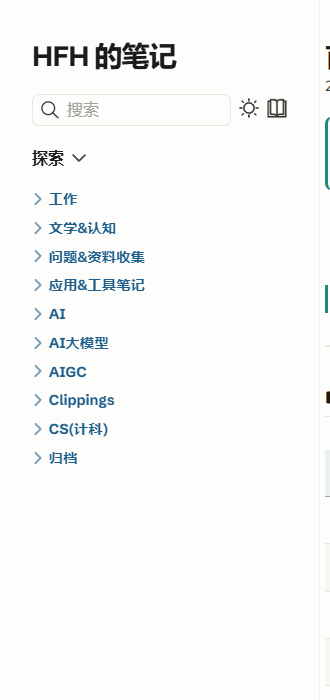 HFH 的笔记
搜索
探索
工作
文学&认知
问题&资料收集
应用&工具笔记
AI
AI大模型
AIGC
Clippings
CS(计科)
归档